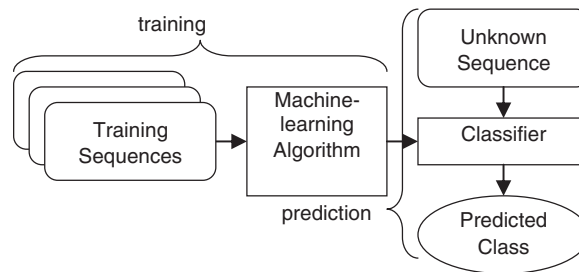 training
Training
Sequences
Machine-
learning
Algorithm
prediction
Unknown
Sequence
Classifier
Predicted
Class